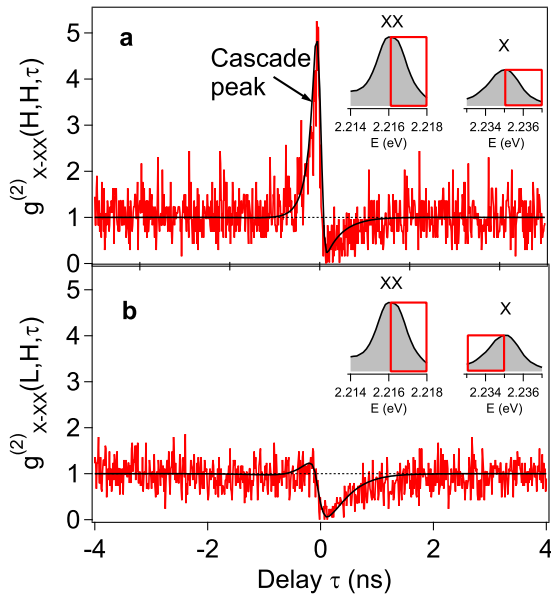 a
Cascade
peak
XX
X
2.214 2.216 2.218
E (eV)
2.234 2.236
E (eV)
g(2) X-XX(H,H,τ)
5
4
3
2
1
0
b
XX
X
2.214 2.216 2.218
E (eV)
2.234 2.236
E (eV)
g(2) X-XX(L,H,τ)
5
4
3
2
1
0
-4 -2 0 2 4
Delay τ (ns)